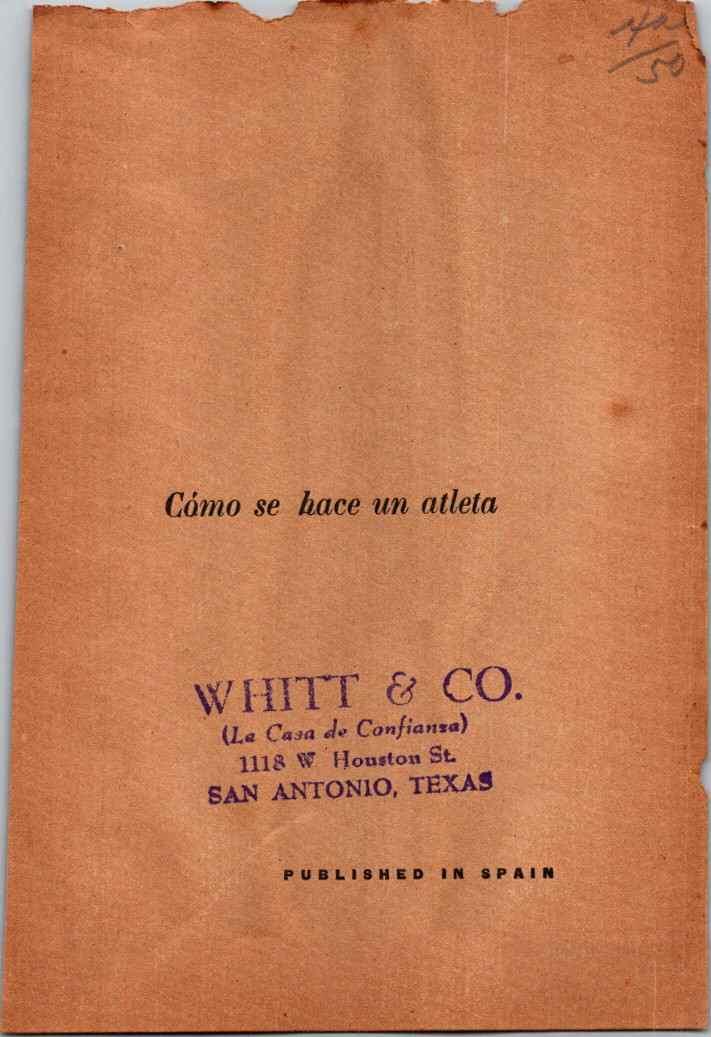 50
Cómo se hace un atleta
WHITT & CO.
(La Casa de Confianza)
1118 W Houston St.
SAN ANTONIO, TEXAS
PUBLISHED IN SPAIN